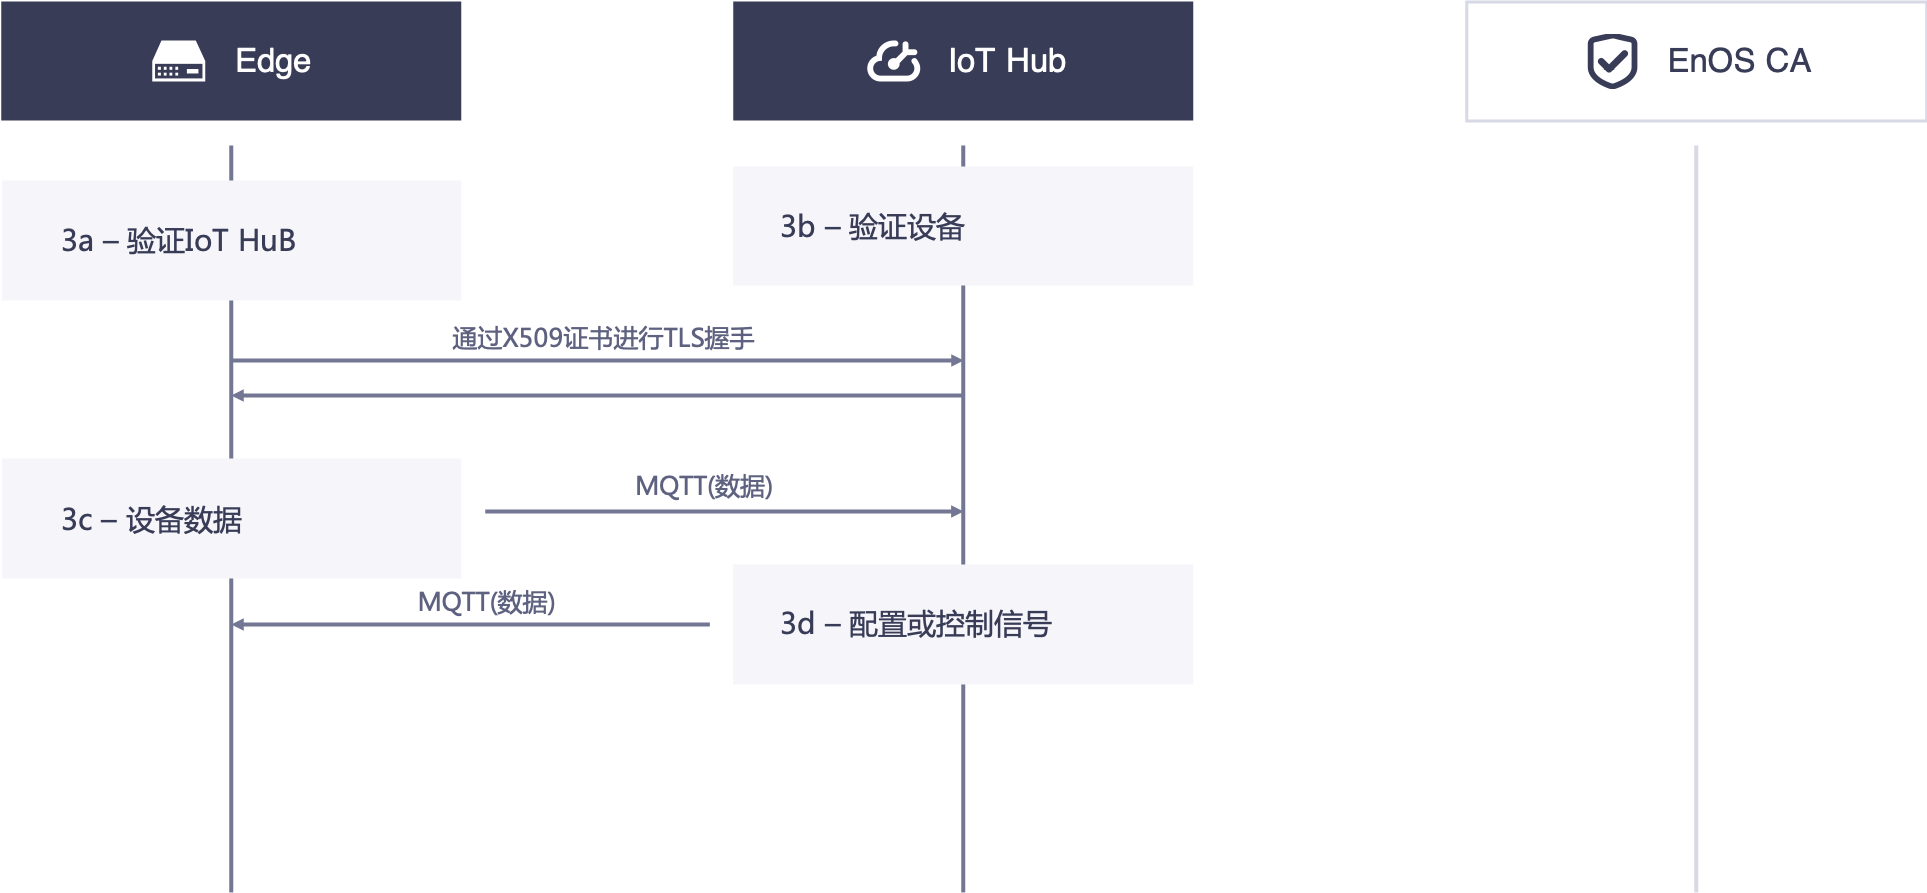 Edge
IoT Hub
EnOS CA
3a – 验证IoT HuB
3b – 验证设备
通过X509证书进行TLS握手
MQTT(数据)
3c – 设备数据
MQTT(数据)
3d – 配置或控制信号